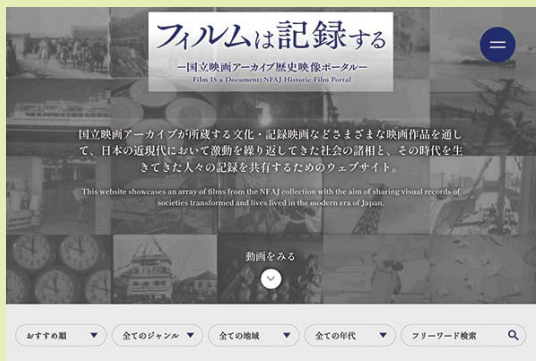 フィルムは記録する
ー国立映画アーカイブ歴史映像ポータルー
Film IS a Document: NFAJ Historic Film Portal
国立映画アーカイブが所蔵する文化・記録映画などさまざまな映画作品を通し
て、日本の近現代において激動を繰り返してきた社会の諸相と、その時代を生
きてきた人々の記録を共有するためのウェブサイト。
This website showcases an array of films from the NFAJ collection with the aim of sharing visual records of
societies transformed and lives lived in the modern era of Japan.
動画をみる
おすすめ順 全てのジャンル 全ての地域 全ての年代 フリーワード検索